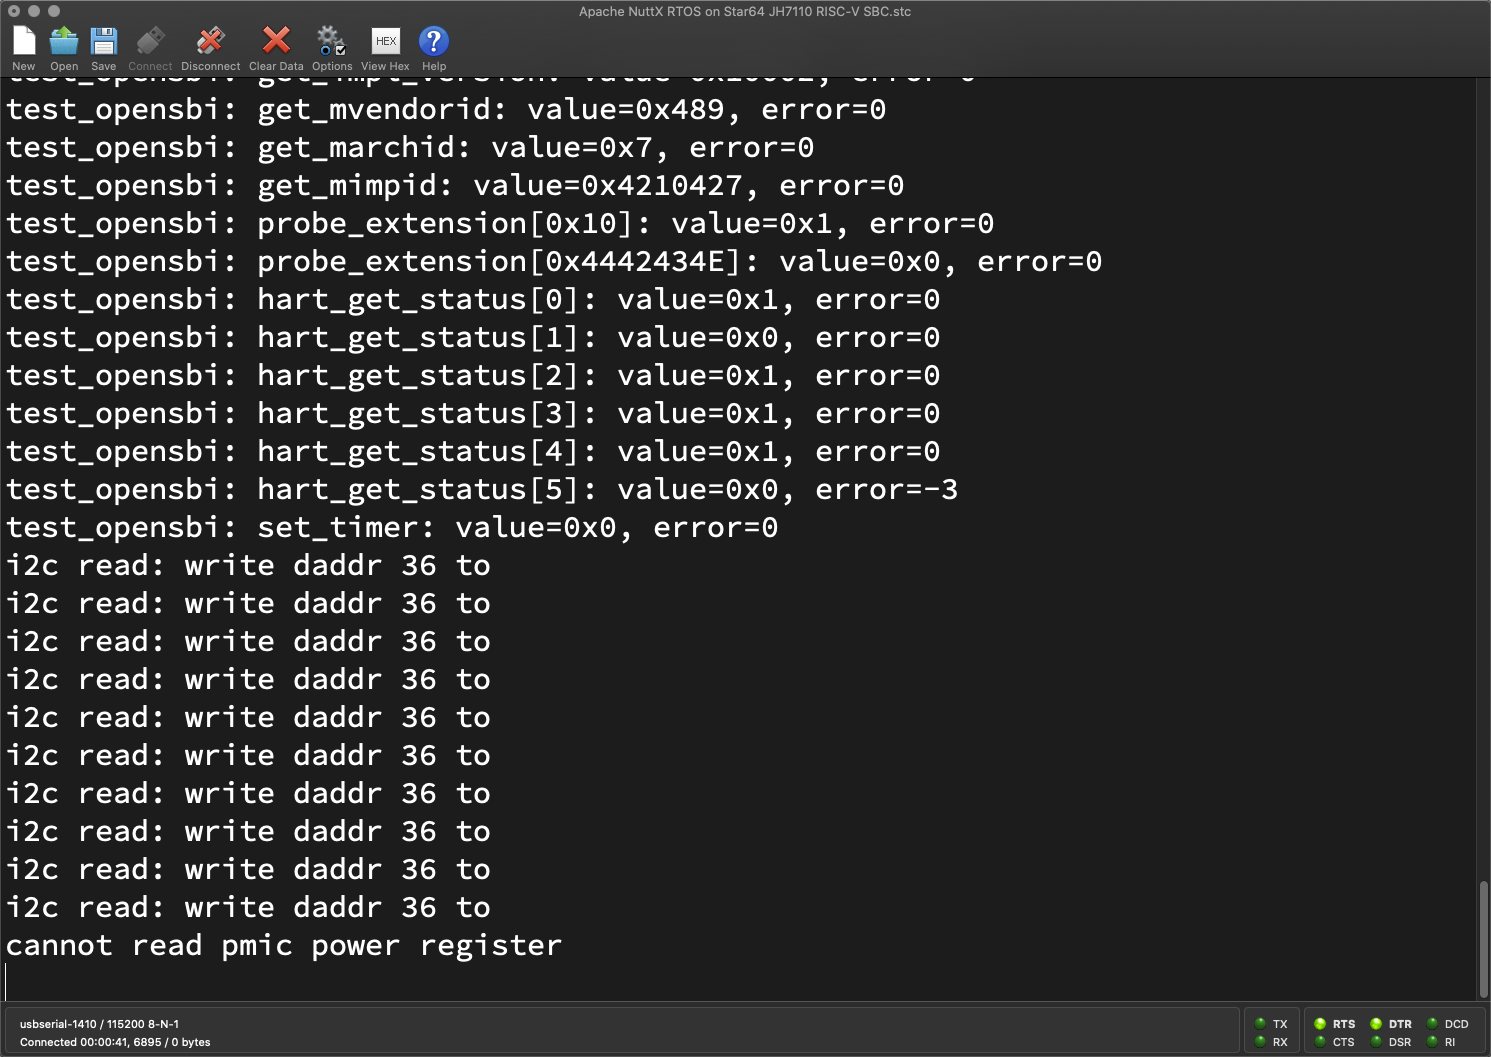 Apache NuttX RTOS on Star64 JH7110 RISC-V SBC.stc
HEX
?
New Open Save Connect Disconnect Clear Data Options View Hex Help
test_opensbi: get_impl_version: value=0x10002, error=0
test_opensbi: get_mvendorid: value=0x489, error=0
test_opensbi: get_marchid: value=0x7, error=0
test_opensbi: get_mimpid: value=0x4210427, error=0
test_opensbi: probe_extension[0x10]: value=0x1, error=0
test_opensbi: probe_extension[0x4442434E]: value=0x0, error=0
test_opensbi: hart_get_status[0]: value=0x1, error=0
test_opensbi: hart_get_status[1]: value=0x0, error=0
test_opensbi: hart_get_status[2]: value=0x1, error=0
test_opensbi: hart_get_status[3]: value=0x1, error=0
test_opensbi: hart_get_status[4]: value=0x1, error=0
test_opensbi: hart_get_status[5]: value=0x0, error=-3
test_opensbi: set_timer: value=0x0, error=0
i2c read: write daddr 36 to
i2c read: write daddr 36 to
i2c read: write daddr 36 to
i2c read: write daddr 36 to
i2c read: write daddr 36 to
i2c read: write daddr 36 to
i2c read: write daddr 36 to
i2c read: write daddr 36 to
i2c read: write daddr 36 to
i2c read: write daddr 36 to
cannot read pmic power register
usbserial-1410 / 115200 8-N-1
Connected 00:00:41, 6895 / 0 bytes
TX RTS DTR DCD
RX CTS DSR RI